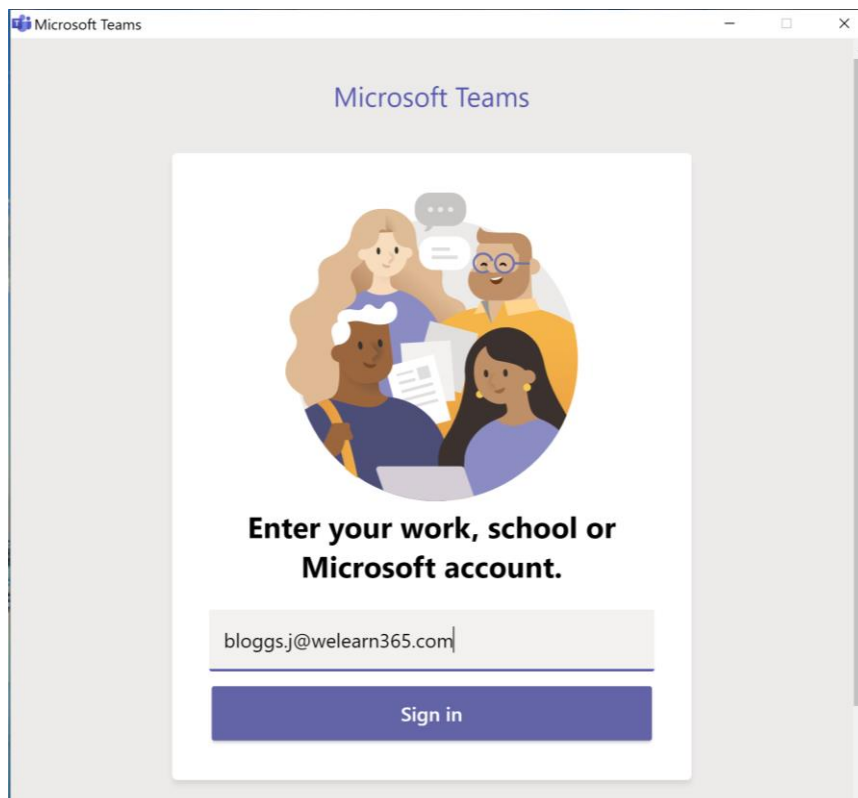 Microsoft Teams
Microsoft Teams
Enter your work, school or
Microsoft account.
bloggs.j@welearn365.com
Sign in